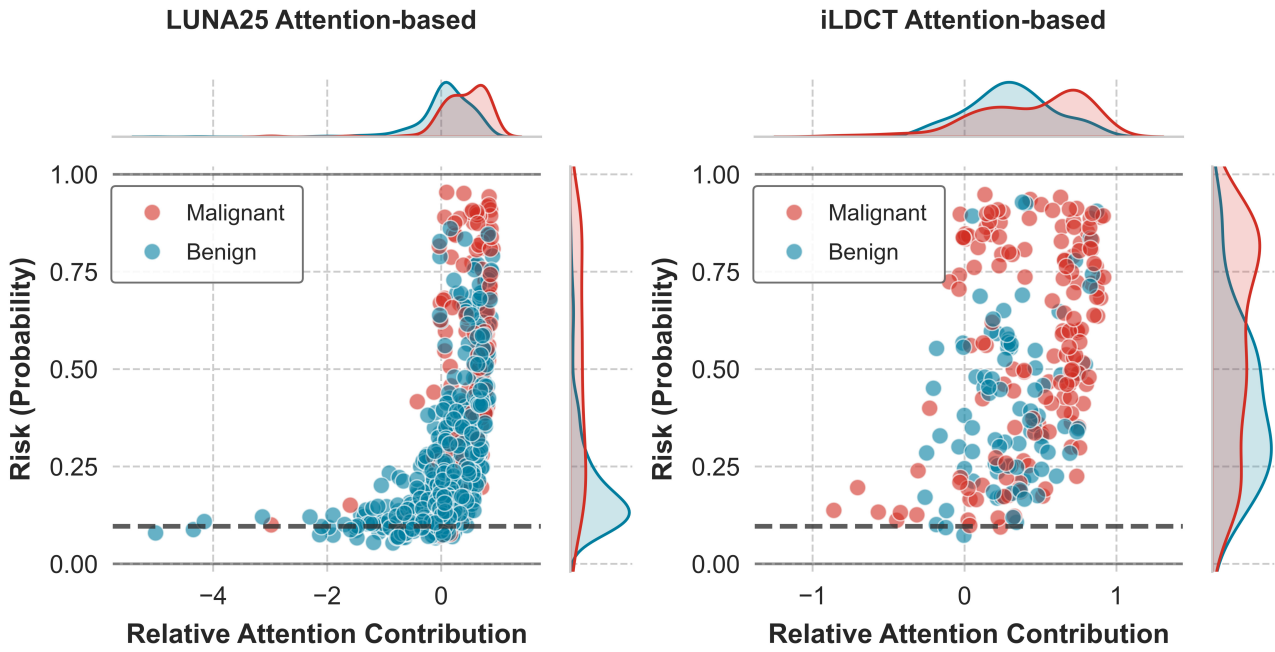 LUNA25 Attention-based
1.00
0.75
0.50
0.25
0.00
Risk (Probability)
Malignant
Benign
−4
−2
0
Relative Attention Contribution
iLDCT Attention-based
1.00
0.75
0.50
0.25
0.00
Risk (Probability)
Malignant
Benign
−1
0
1
Relative Attention Contribution